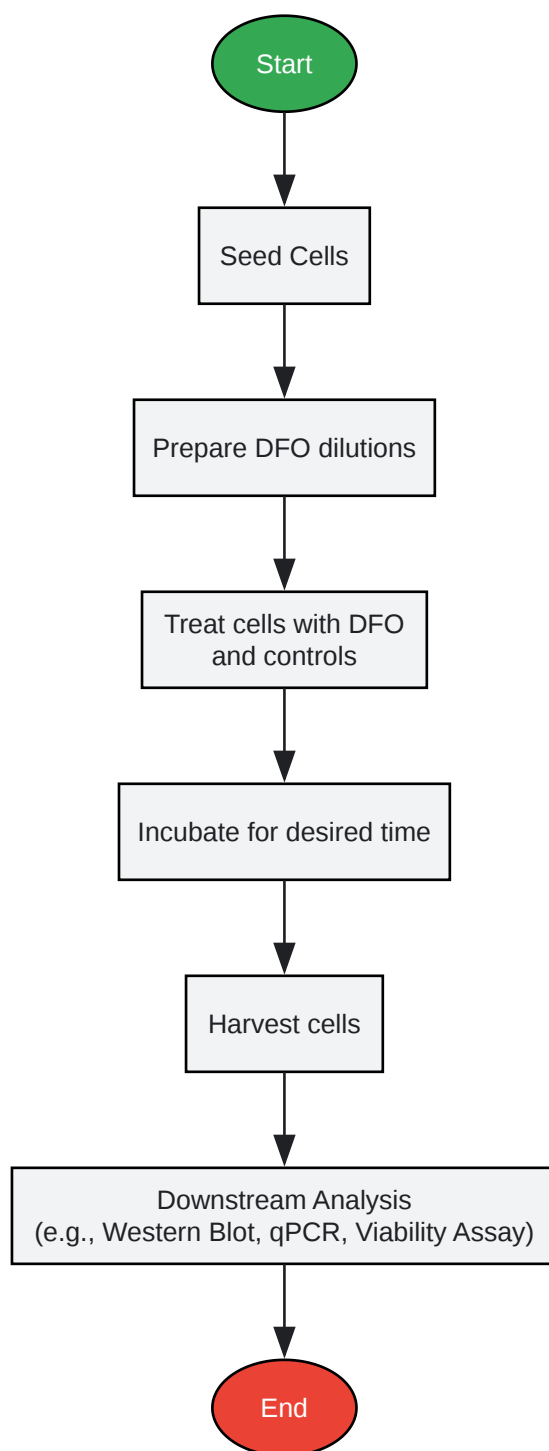 Start
Seed Cells
Prepare DFO dilutions
Treat cells with DFO
and controls
Incubate for desired time
Harvest cells
Downstream Analysis
(e.g., Western Blot, qPCR, Viability Assay)
End